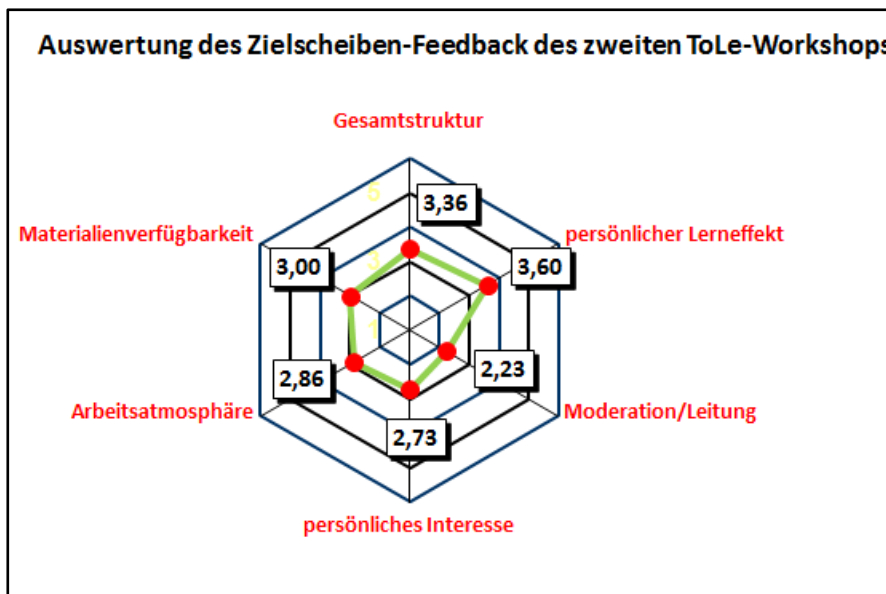 Auswertung des Zielscheiben-Feedback des zweiten ToLe-Workshops
Gesamtstruktur
5
3,36
Materialienverfügbarkeit
persönlicher Lerneffekt
3,00
3
3,60
1
2,86
2,23
Arbeitsatmosphäre
Moderation/Leitung
2,73
persönliches Interesse